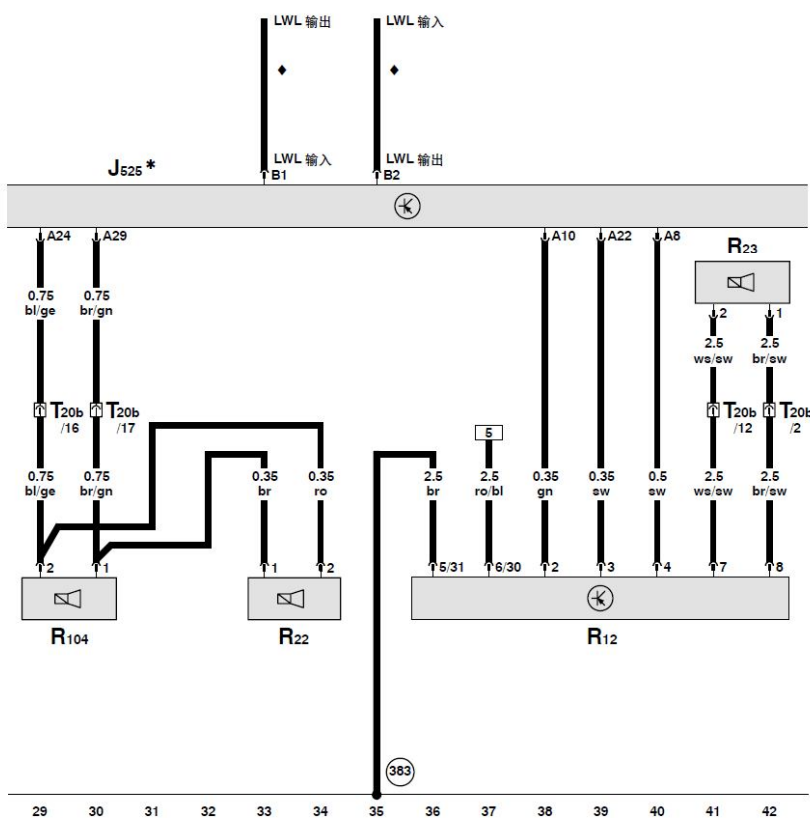 LWL 输出
LWL 输入
♦
♦
J525*
LWL 输入
LWL 输出
B1
B2
A24
A29
A10
A22
A8
R23
2
1
0.75
bl/ge
0.75
br/gn
2.5
ws/sw
2.5
br/sw
T20b
/16
T20b
/17
T20b
/12
T20b
/2
5
0.75
bl/ge
0.75
br/gn
0.35
br
0.35
ro
2.5
br
2.5
ro/bl
0.35
gn
0.35
sw
0.5
sw
2.5
ws/sw
2.5
br/sw
2
1
1
2
5/31
6/30
2
3
4
7
8
R104
R22
R12
383
29 30 31 32 33 34 35 36 37 38 39 40 41 42